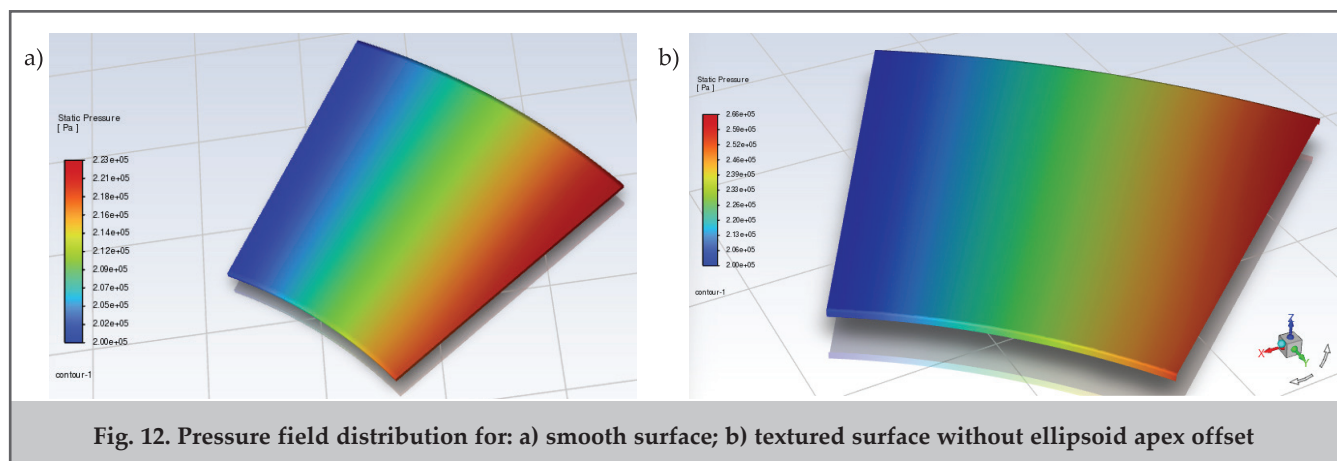 a)
Static Pressure
[ Pa ]
2.23e+05
2.21e+05
2.18e+05
2.16e+05
2.14e+05
2.12e+05
2.09e+05
2.07e+05
2.05e+05
2.02e+05
2.00e+05
contour-1
b)
Static Pressure
[ Pa ]
2.66e+05
2.59e+05
2.52e+05
2.46e+05
2.39e+05
2.33e+05
2.26e+05
2.20e+05
2.13e+05
2.06e+05
2.00e+05
contour-1
Z
X
Y
Fig. 12. Pressure field distribution for: a) smooth surface; b) textured surface without ellipsoid apex offset